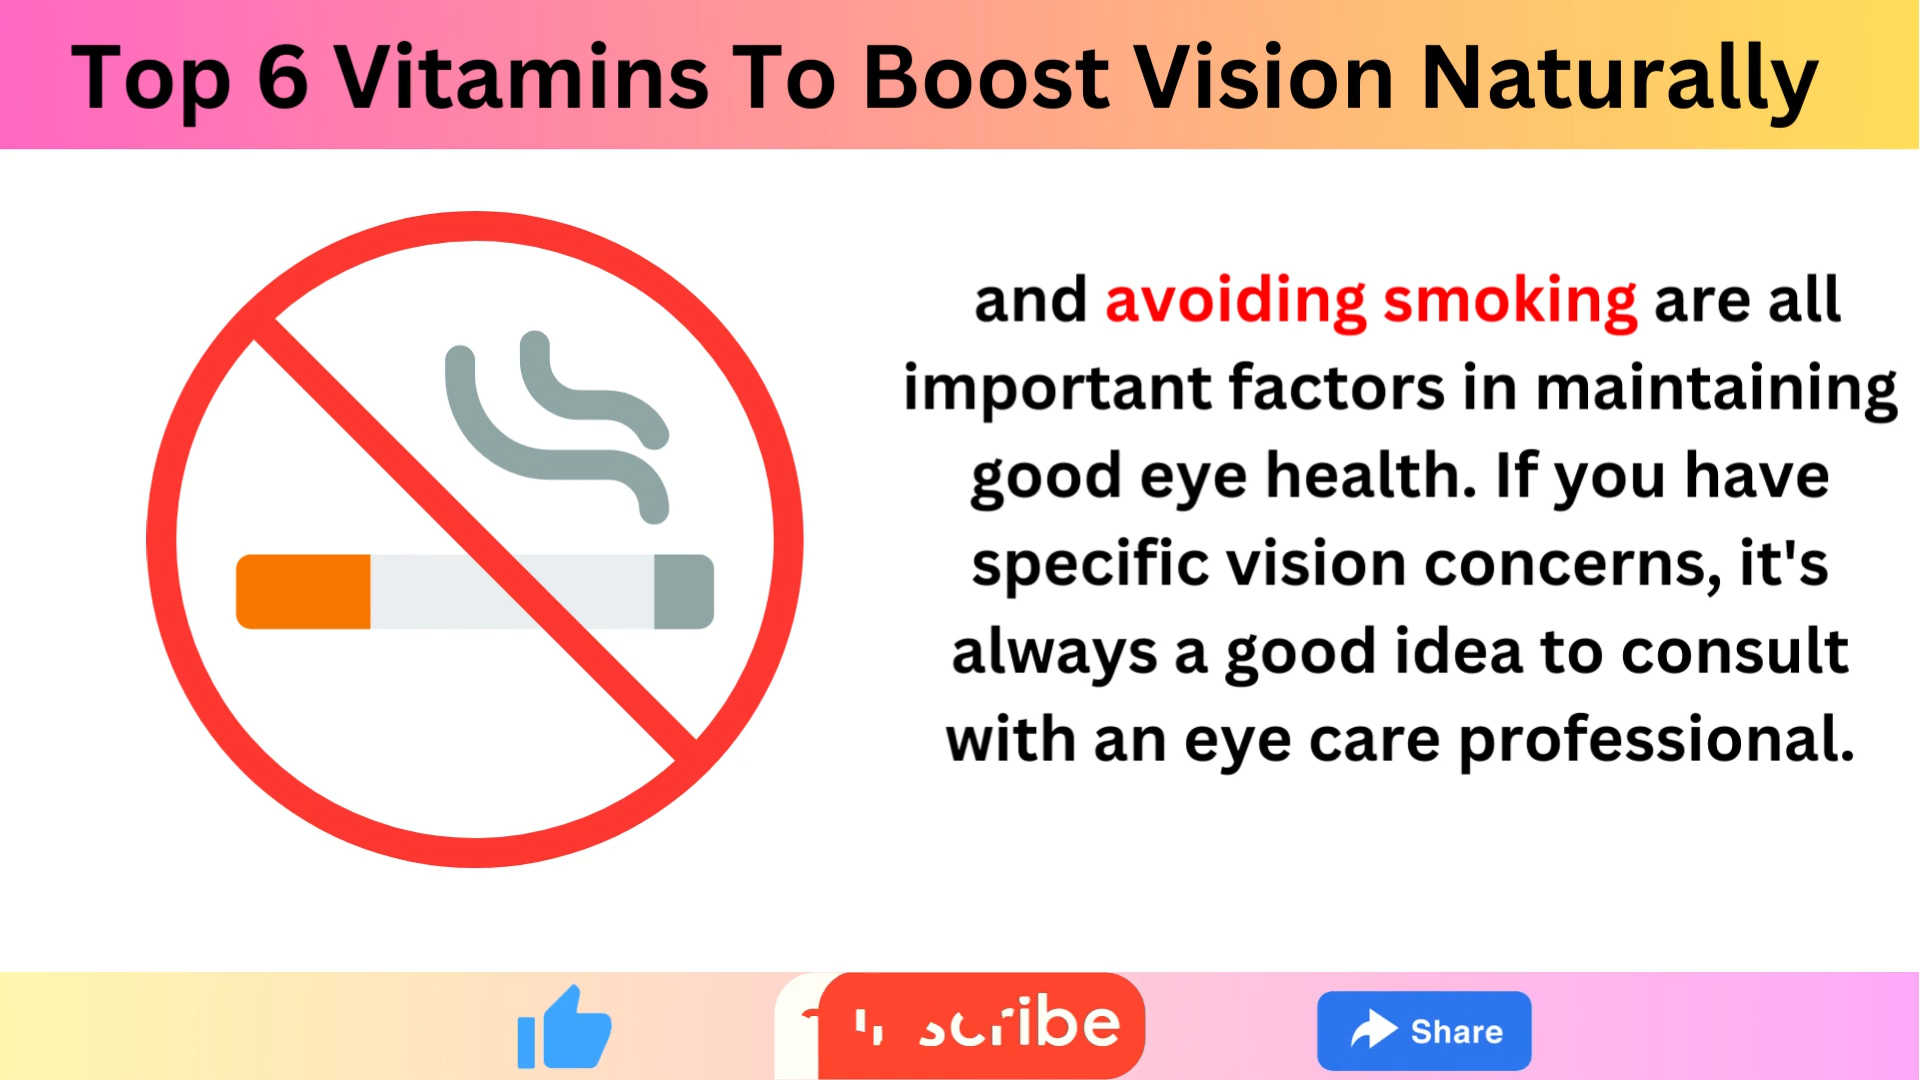 Top 6 Vitamins To Boost Vision Naturally
and avoiding smoking are all
important factors in maintaining
good eye health. If you have
specific vision concerns, it's
always a good idea to consult
with an eye care professional.
Share